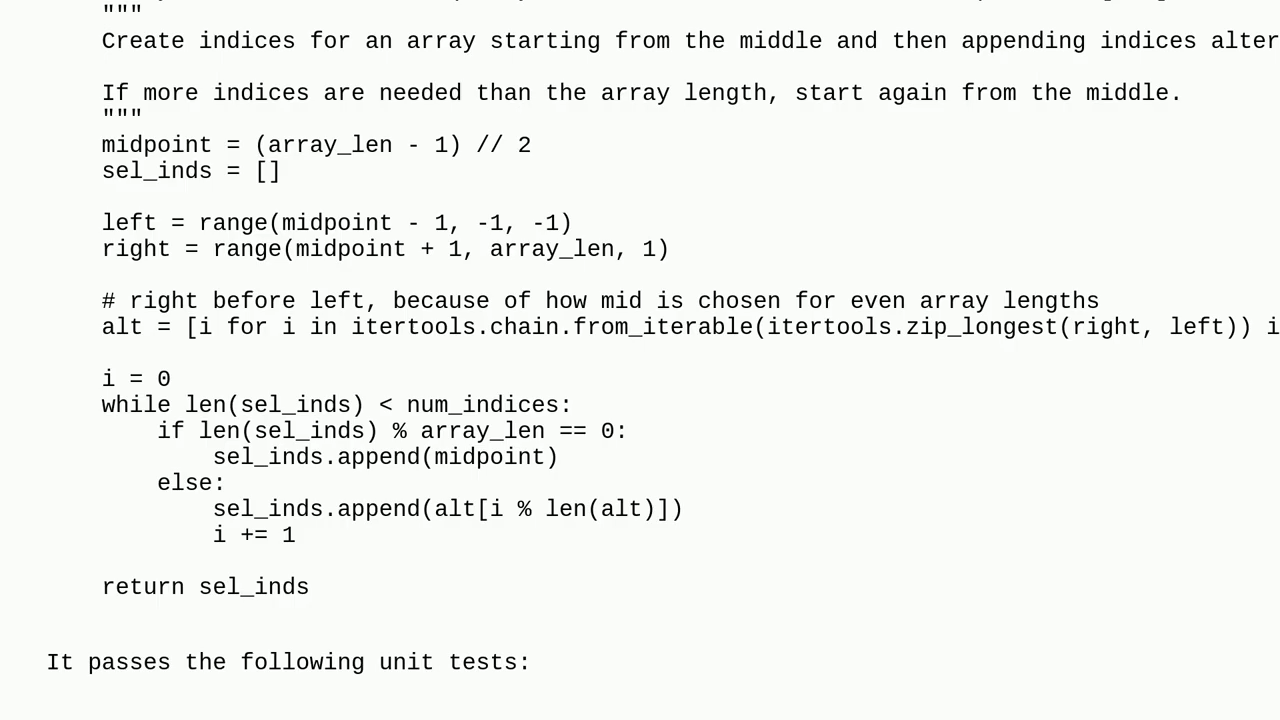 """
Create indices for an array starting from the middle and then appending indices alter
If more indices are needed than the array length, start again from the middle.
"""
midpoint = (array_len - 1) // 2
sel_inds = []
left = range(midpoint - 1, -1, -1)
right = range(midpoint + 1, array_len, 1)
# right before left, because of how mid is chosen for even array lengths
alt = [i for i in itertools.chain.from_iterable(itertools.zip_longest(right, left)) i
i = 0
while len(sel_inds) < num_indices:
    if len(sel_inds) % array_len == 0:
        sel_inds.append(midpoint)
    else:
        sel_inds.append(alt[i % len(alt)])
        i += 1
return sel_inds
It passes the following unit tests: